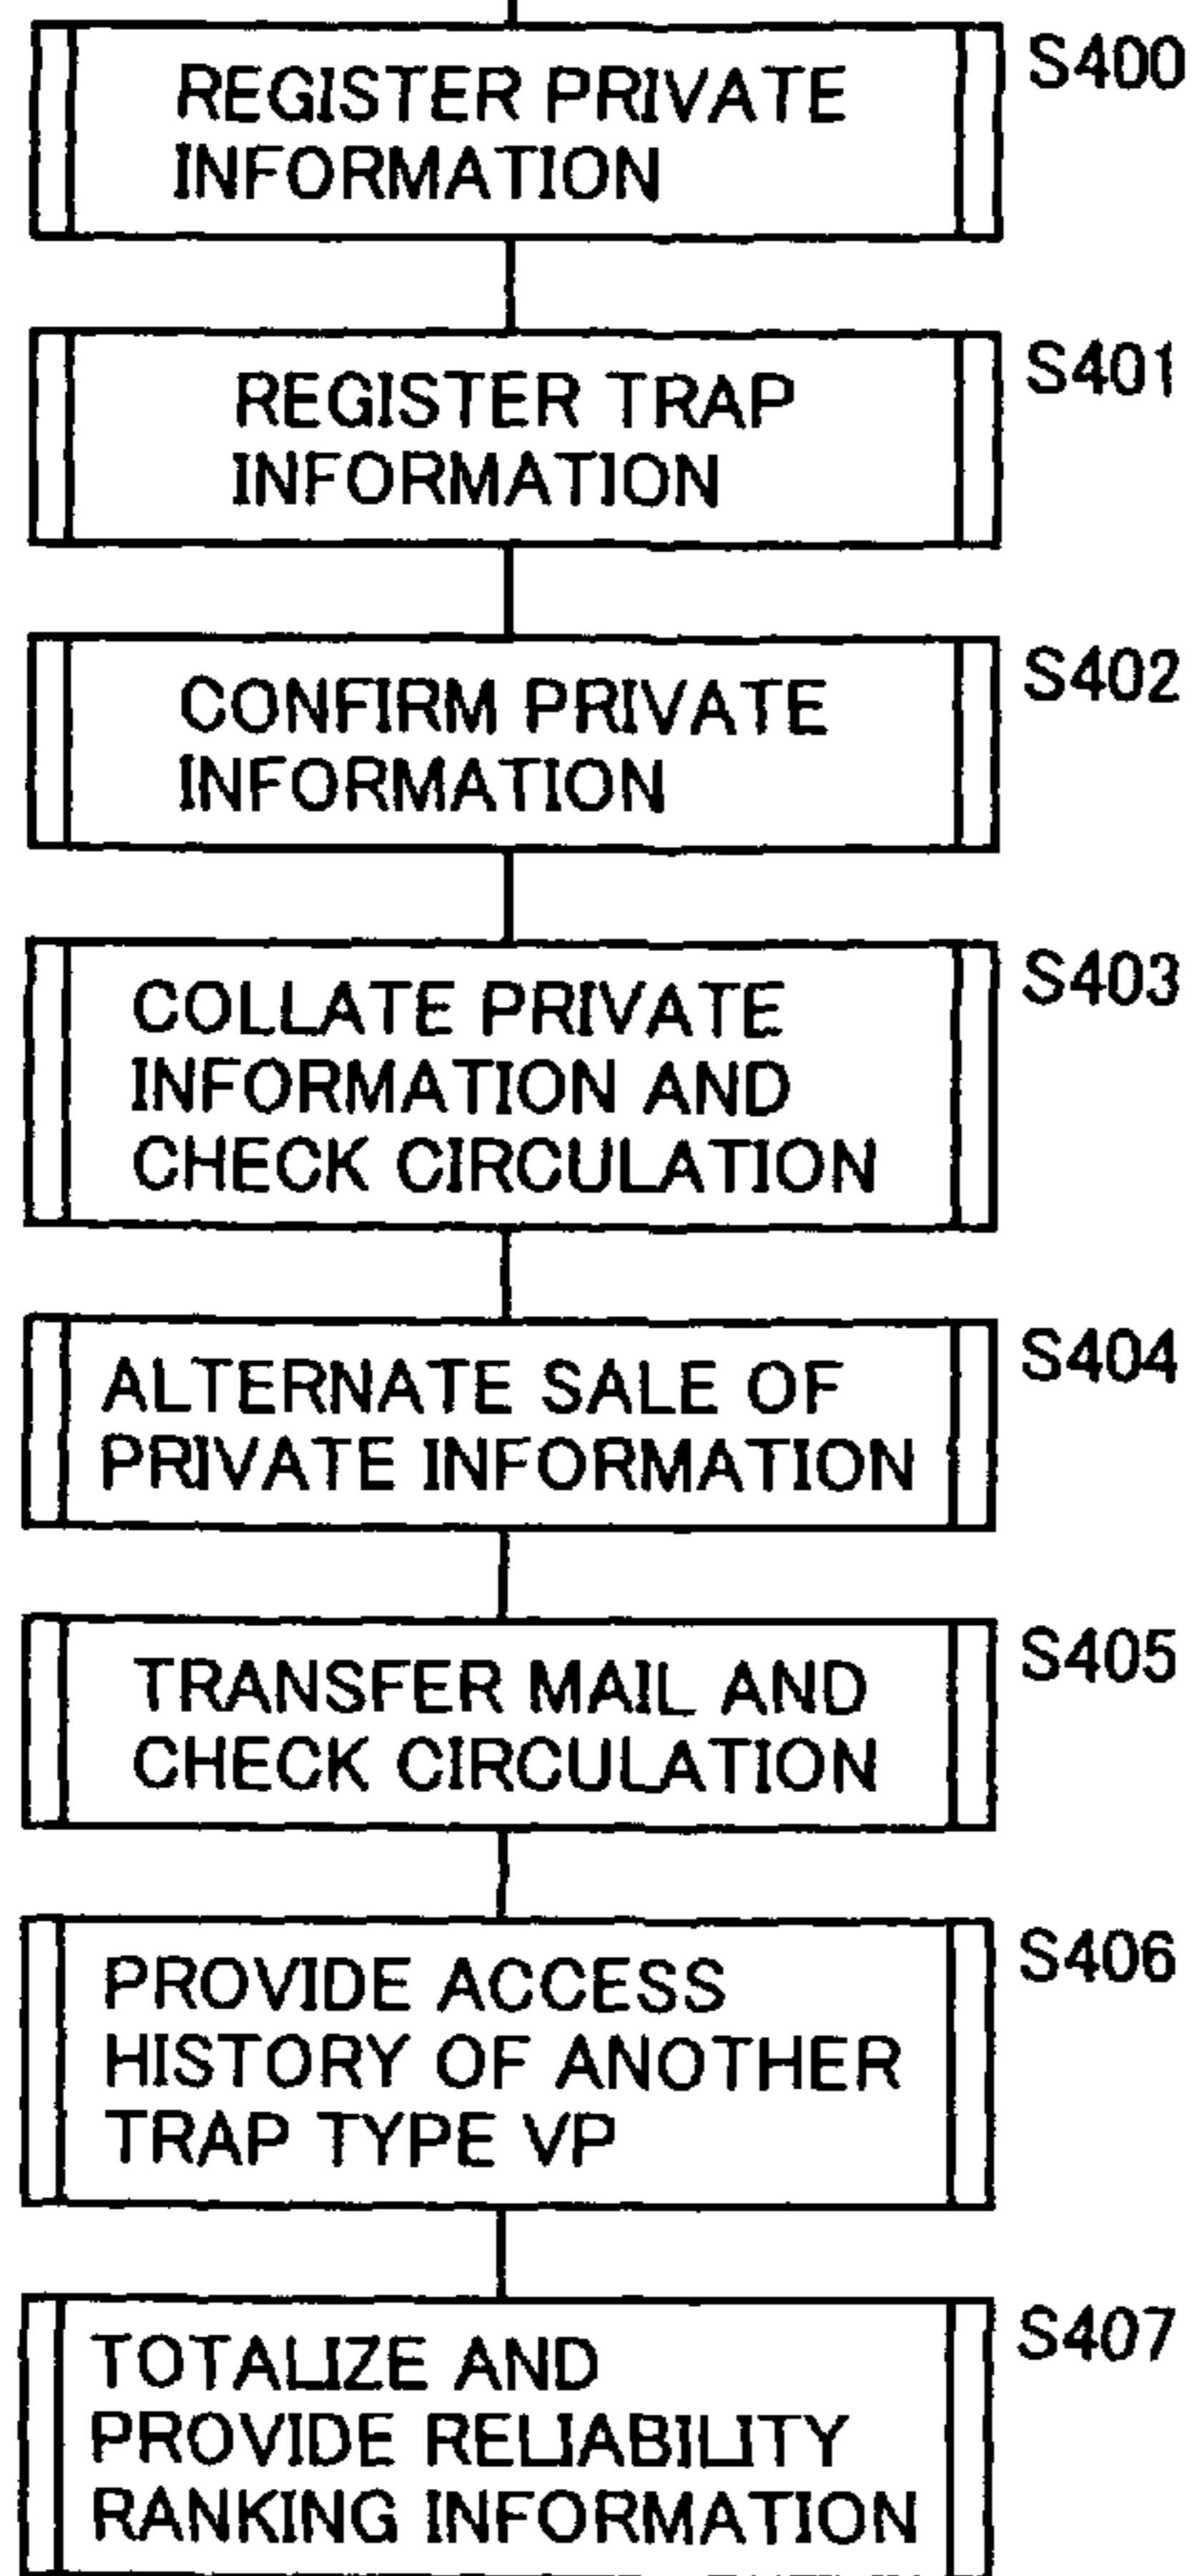 REGISTER PRIVATE
INFORMATION
S400
REGISTER TRAP
INFORMATION
S401
CONFIRM PRIVATE
INFORMATION
S402
COLLATE PRIVATE
INFORMATION AND
CHECK CIRCULATION
S403
ALTERNATE SALE OF
PRIVATE INFORMATION
S404
TRANSFER MAIL AND
CHECK CIRCULATION
S405
PROVIDE ACCESS
HISTORY OF ANOTHER
TRAP TYPE VP
S406
TOTALIZE AND
PROVIDE RELIABILITY
RANKING INFORMATION
S407